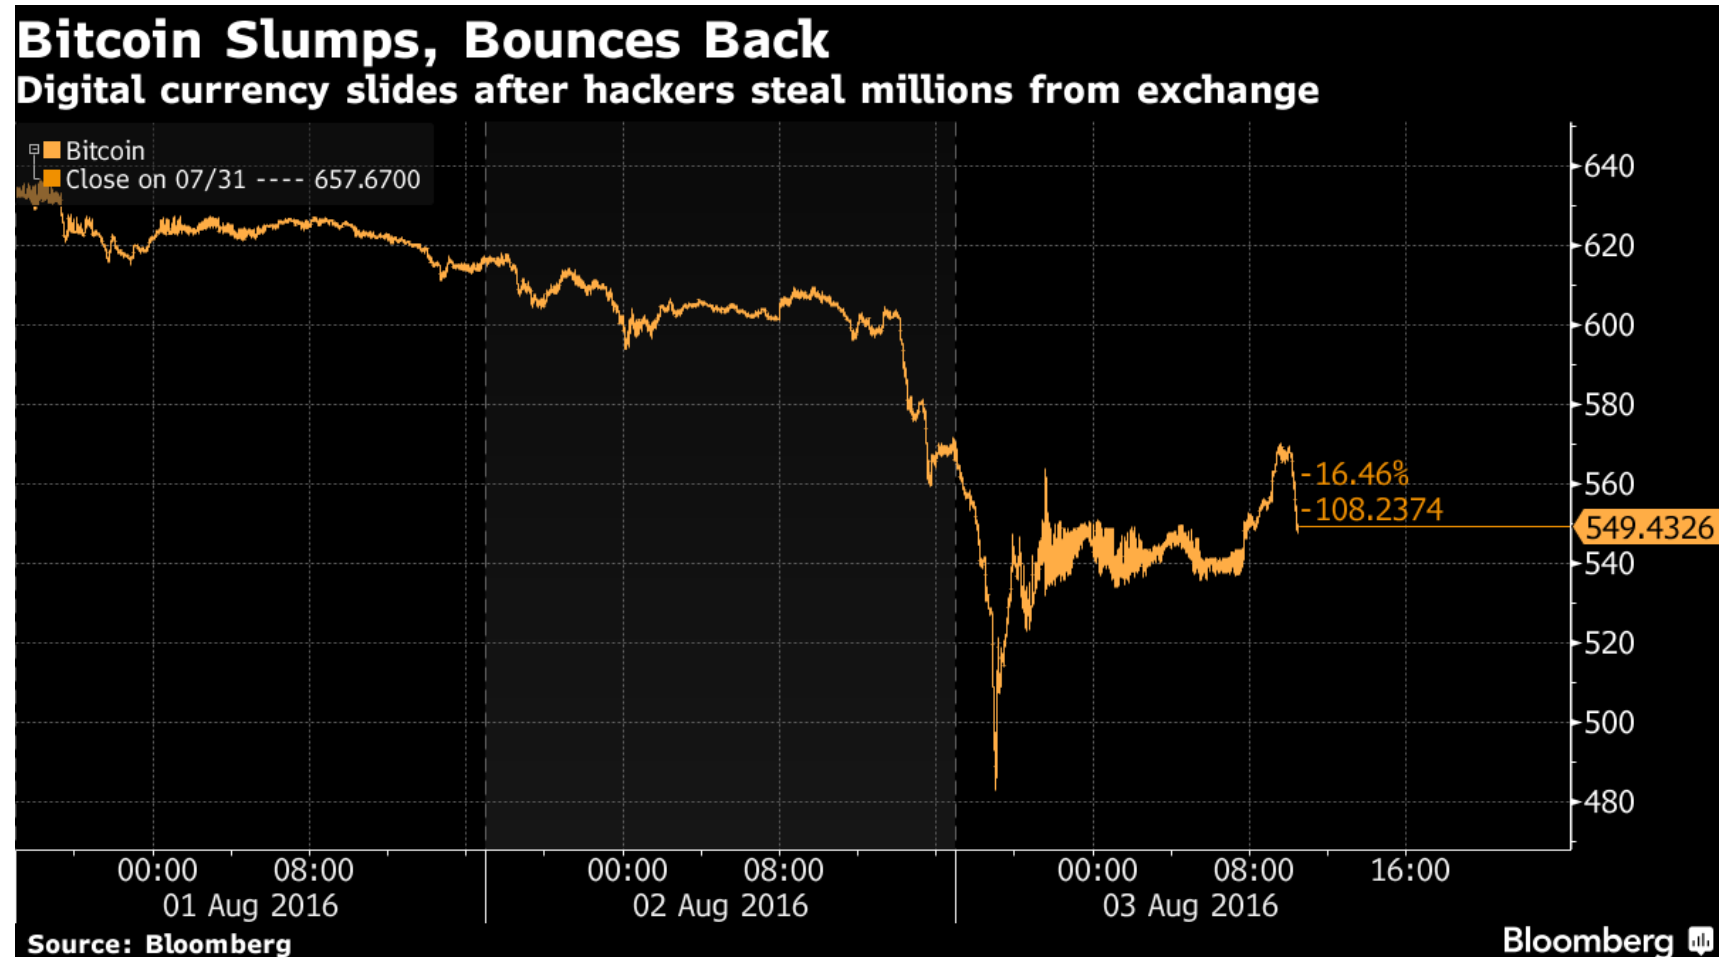 Bitcoin Slumps, Bounces Back
Digital currency slides after hackers steal millions from exchange
Bitcoin
Close on 07/31 ---- 657.6700
640
620
600
580
560
540
520
500
480
-16.46%
-108.2374
549.4326
00:00 08:00 00:00 08:00 00:00 08:00 16:00
01 Aug 2016 02 Aug 2016 03 Aug 2016
Source: Bloomberg
Bloomberg